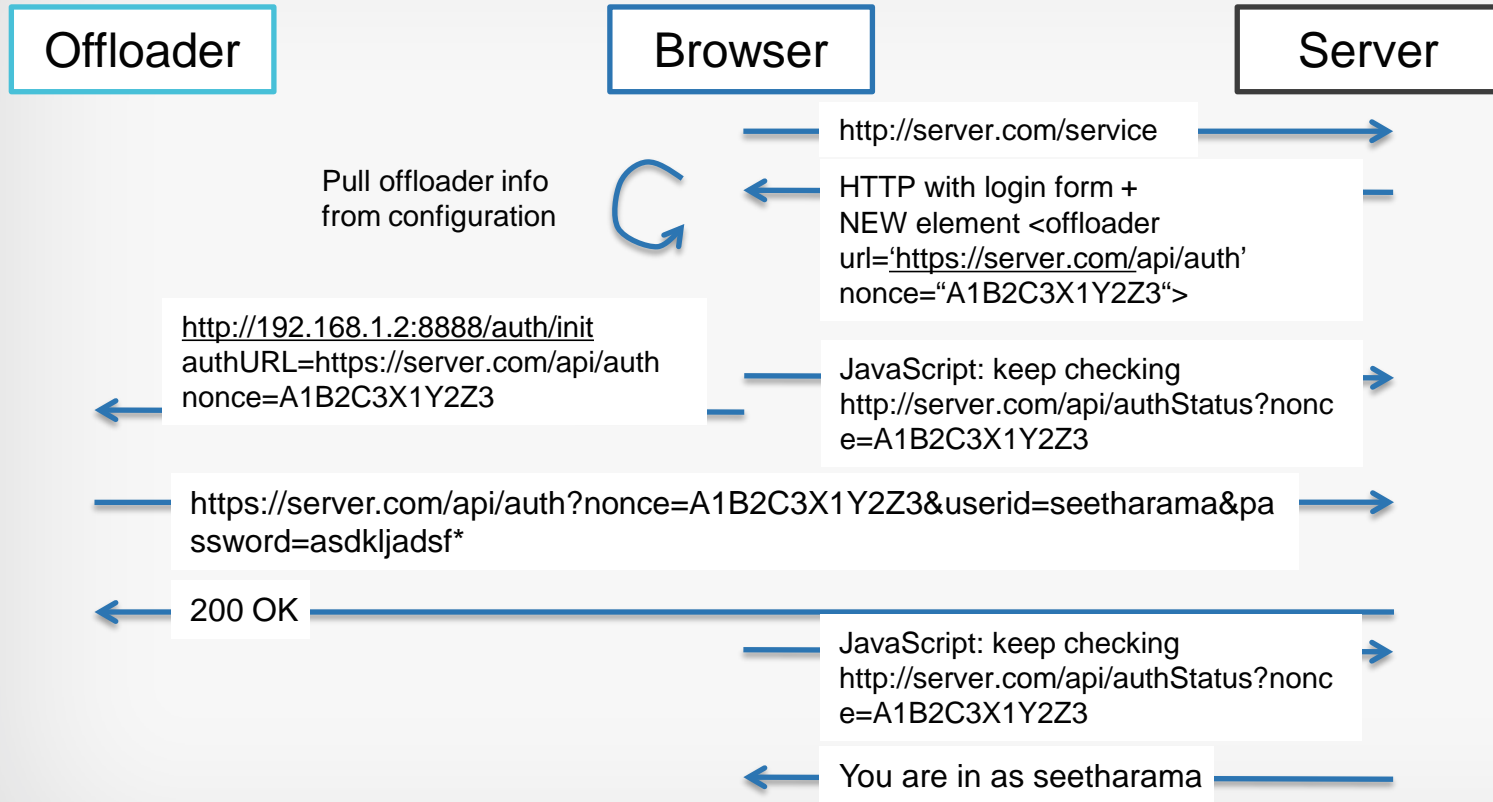 Offloader
Browser
Server
http://server.com/service
Pull offloader info
from configuration
HTTP with login form +
NEW element <offloader
url=‘https://server.com/api/auth’
nonce=“A1B2C3X1Y2Z3“>
http://192.168.1.2:8888/auth/init
authURL=https://server.com/api/auth
nonce=A1B2C3X1Y2Z3
JavaScript: keep checking
http://server.com/api/authStatus?nonc
e=A1B2C3X1Y2Z3
https://server.com/api/auth?nonce=A1B2C3X1Y2Z3&userid=seetharama&pa
ssword=asdkljadsf*
200 OK
JavaScript: keep checking
http://server.com/api/authStatus?nonc
e=A1B2C3X1Y2Z3
You are in as seetharama